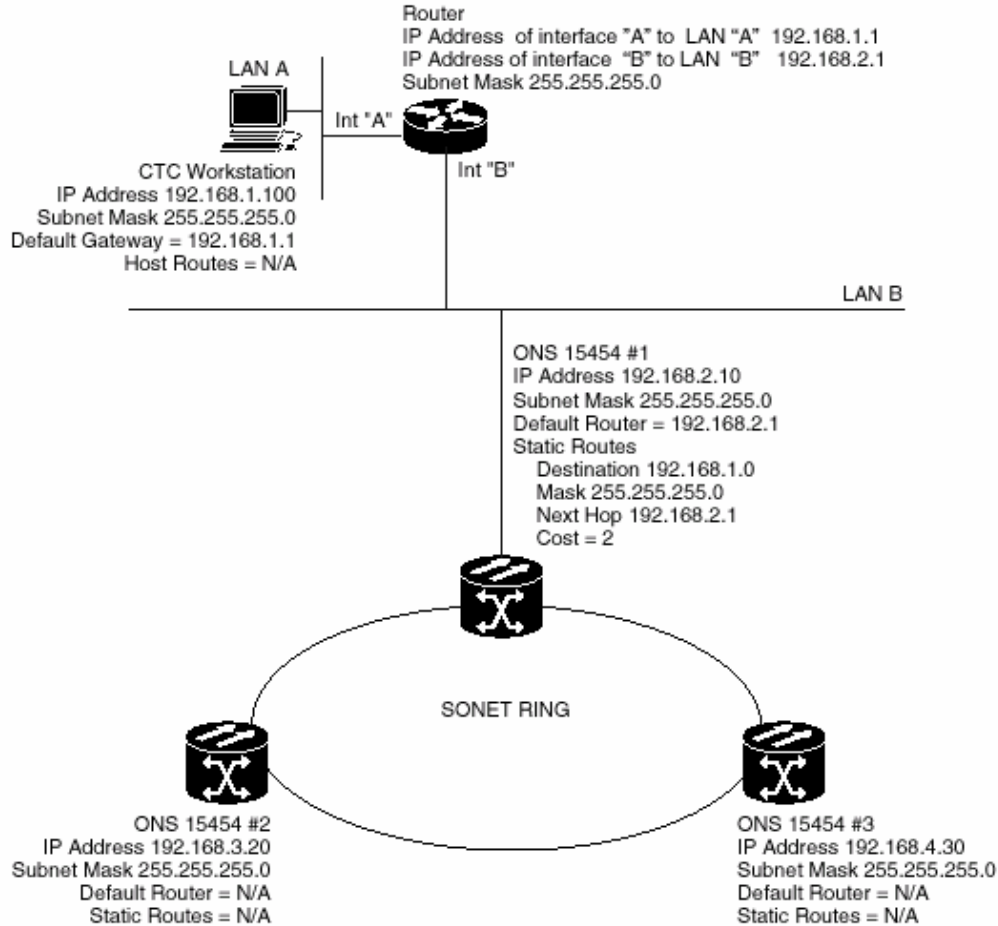 Router
IP Address of interface "A" to LAN "A" 192.168.1.1
IP Address of interface "B" to LAN "B" 192.168.2.1
Subnet Mask 255.255.255.0
LAN A
Int "A"
Int "B"
CTC Workstation
IP Address 192.168.1.100
Subnet Mask 255.255.255.0
Default Gateway = 192.168.1.1
Host Routes = N/A
LAN B
ONS 15454 #1
IP Address 192.168.2.10
Subnet Mask 255.255.255.0
Default Router = 192.168.2.1
Static Routes
Destination 192.168.1.0
Mask 255.255.255.0
Next Hop 192.168.2.1
Cost = 2
SONET RING
ONS 15454 #2
IP Address 192.168.3.20
Subnet Mask 255.255.255.0
Default Router = N/A
Static Routes = N/A
ONS 15454 #3
IP Address 192.168.4.30
Subnet Mask 255.255.255.0
Default Router = N/A
Static Routes = N/A